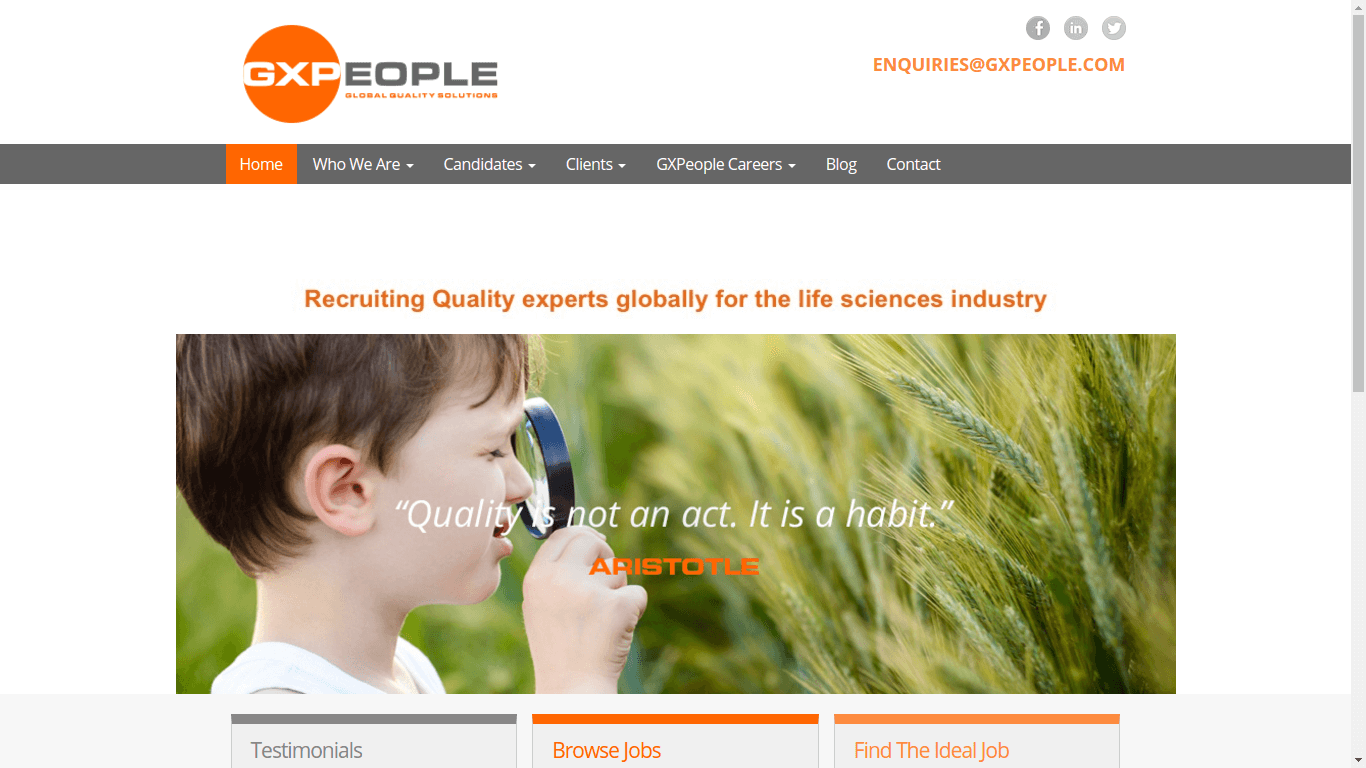 GXPEOPLE
GLOBAL QUALITY SOLUTIONS
f in
ENQUIRIES@GXPEOPLE.COM
Home Who We Are Candidates Clients GXPeople Careers Blog Contact
Recruiting Quality experts globally for the life sciences industry
“Quality is not an act. It is a habit.”
ARISTOTLE
Testimonials Browse Jobs Find The Ideal Job